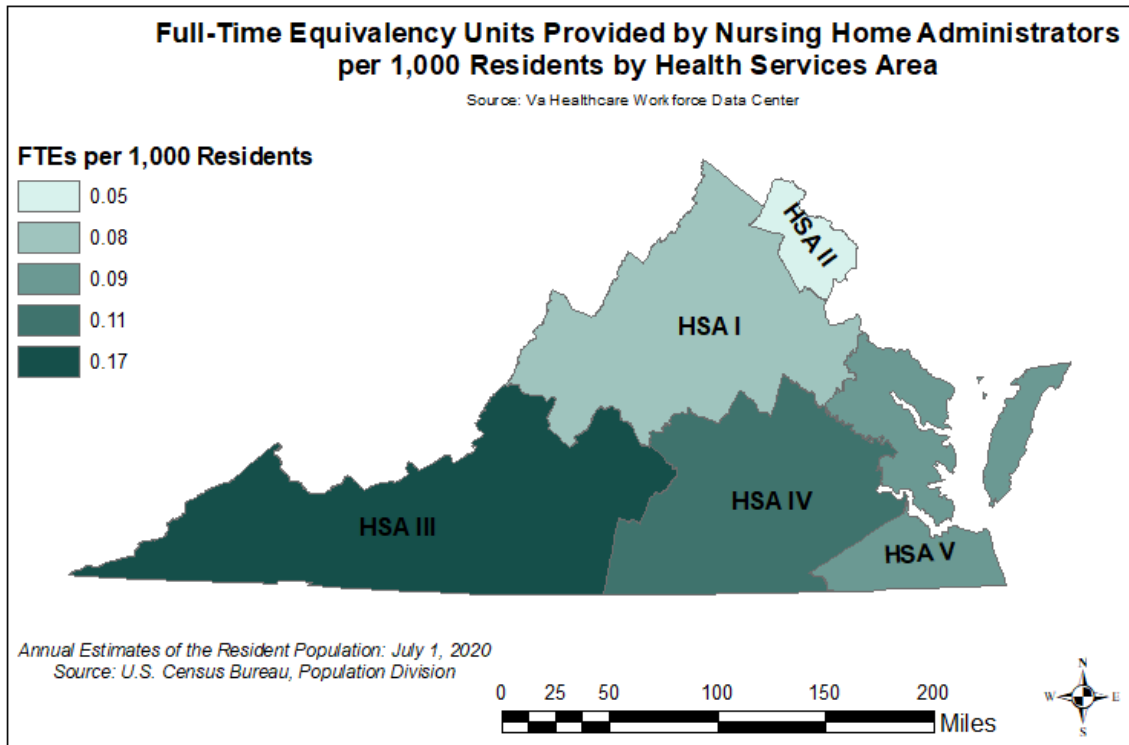 Full-Time Equivalency Units Provided by Nursing Home Administrators
per 1,000 Residents by Health Services Area
Source: Va Healthcare Workforce Data Center
FTEs per 1,000 Residents
0.05
0.08
0.09
0.11
0.17
HSA II
HSA I
HSA IV
HSA III
HSA V
Annual Estimates of the Resident Population: July 1, 2020
Source: U.S. Census Bureau, Population Division
0 25 50 100 150 200
Miles
N
W E
S